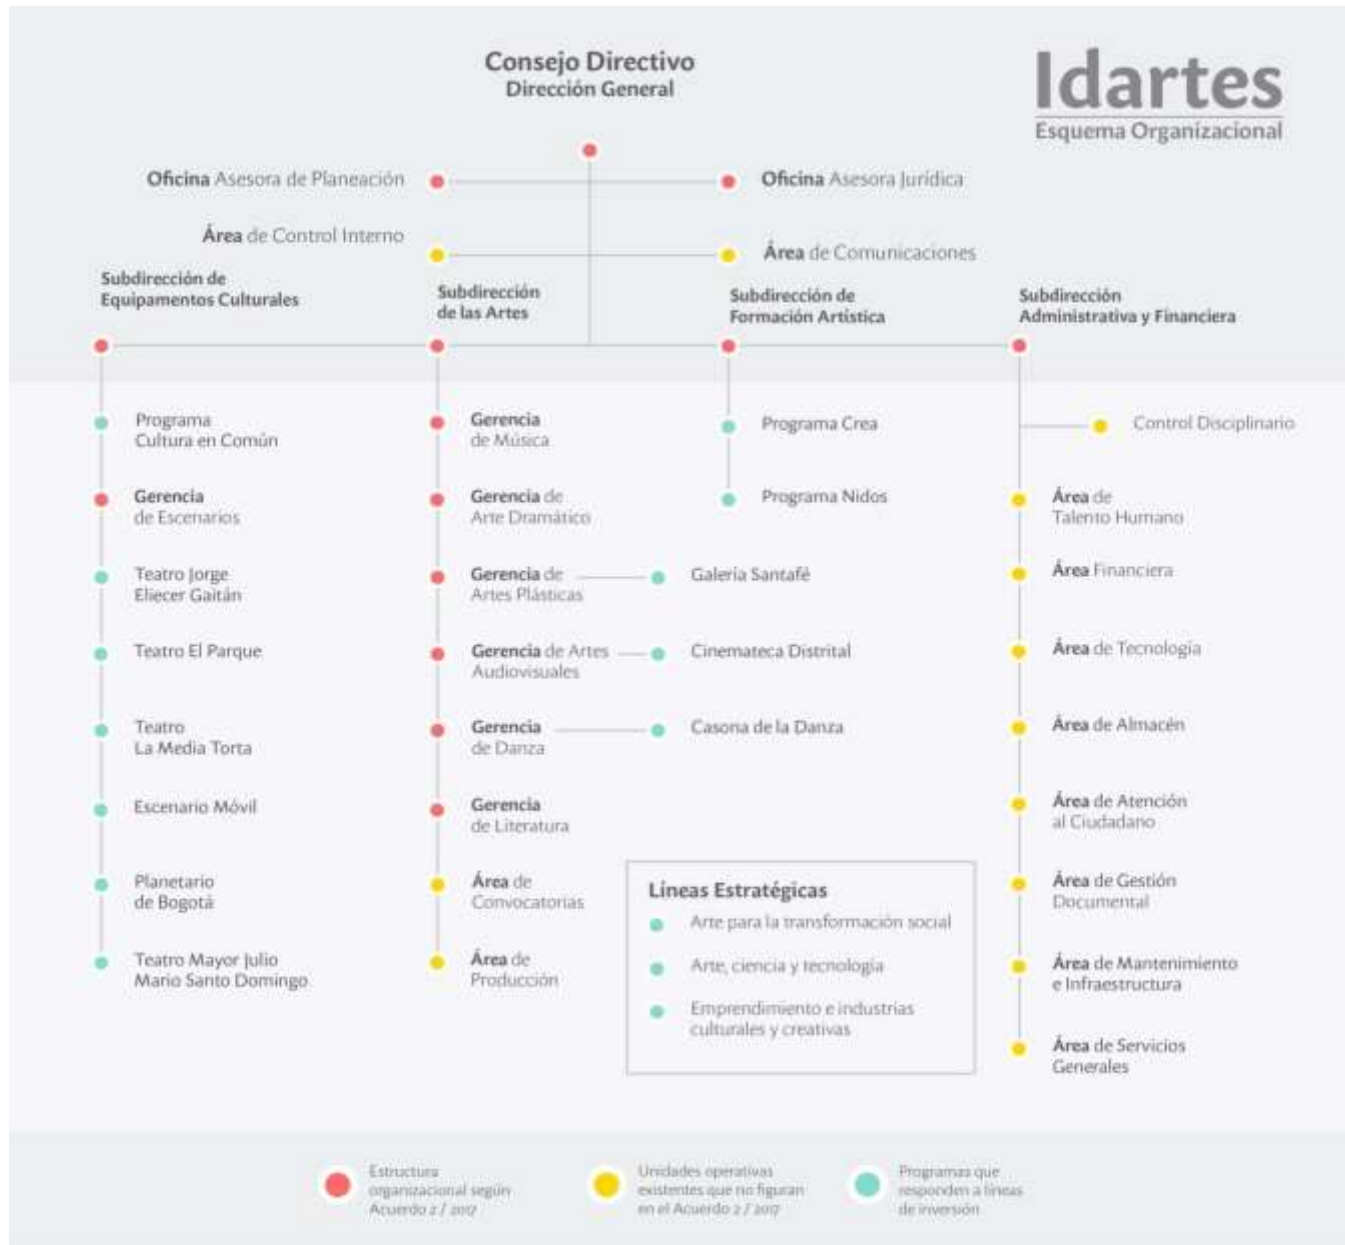 Consejo Directivo
Dirección General
Idartes
Esquema Organizacional
Oficina Asesora de Planeación
Oficina Asesora Jurídica
Área de Control Interno
Área de Comunicaciones
Subdirección de
Equipamentos Culturales
Subdirección
de las Artes
Subdirección de
Formación Artística
Subdirección
Administrativa y Financiera
Programa
Cultura en Común
Gerencia
de Escenarios
Teatro Jorge
Eliecer Gaitán
Teatro El Parque
Teatro
La Media Torta
Escenario Móvil
Planetario
de Bogotá
Teatro Mayor Julio
Mario Santo Domingo
Gerencia
de Música
Gerencia de
Arte Dramático
Gerencia de
Artes Plásticas
Gerencia de Artes
Audiovisuales
Gerencia
de Danza
Gerencia
de Literatura
Área de
Convocatorias
Área de
Producción
Programa Crea
Programa Nidos
Galería Santafé
Cinemateca Distrital
Casona de la Danza
Líneas Estratégicas
Arte para la transformación social
Arte, ciencia y tecnología
Emprendimiento e industrias
culturales y creativas
Control Disciplinario
Área de
Talento Humano
Área Financiera
Área de Tecnología
Área de Almacén
Área de Atención
al Ciudadano
Área de Gestión
Documental
Área de Mantenimiento
e Infraestructura
Área de Servicios
Generales
Estructura
organizacional según
Acuerdo 2 / 2017
Unidades operativas
existentes que no figuran
en el Acuerdo 2 / 2017
Programas que
responden a líneas
de inversión